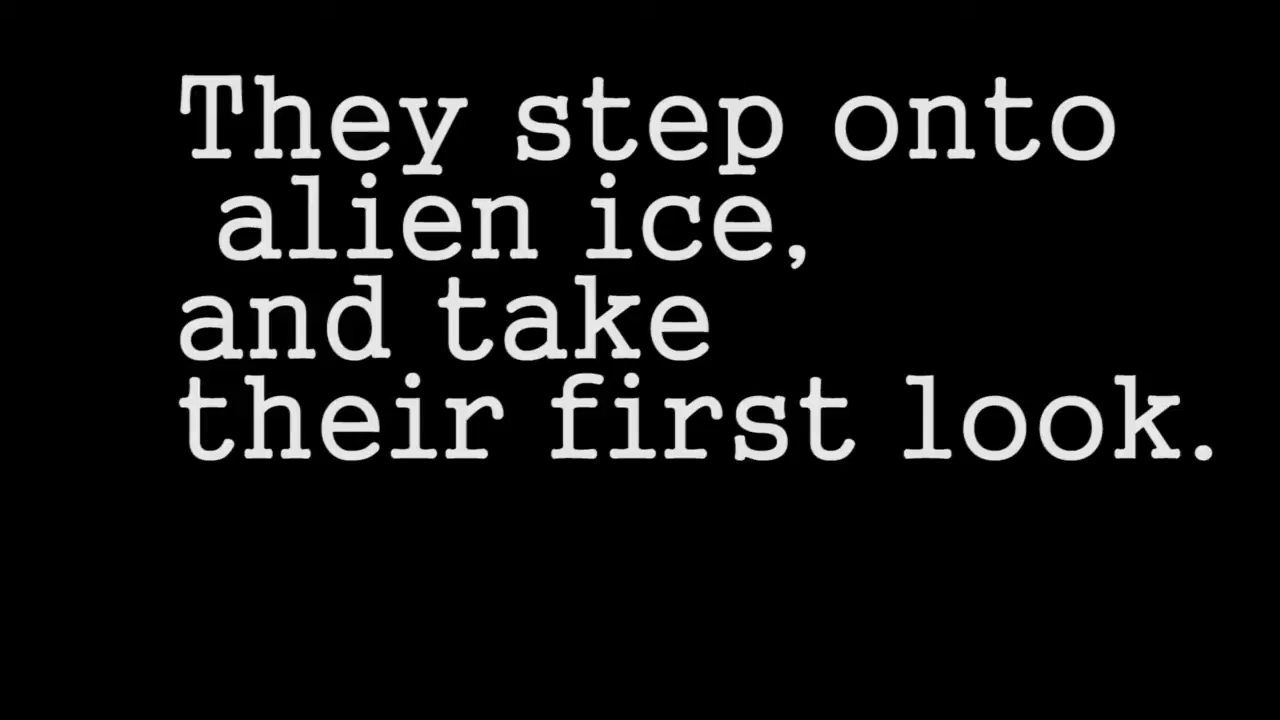 They step onto
alien ice,
and take
their first look.